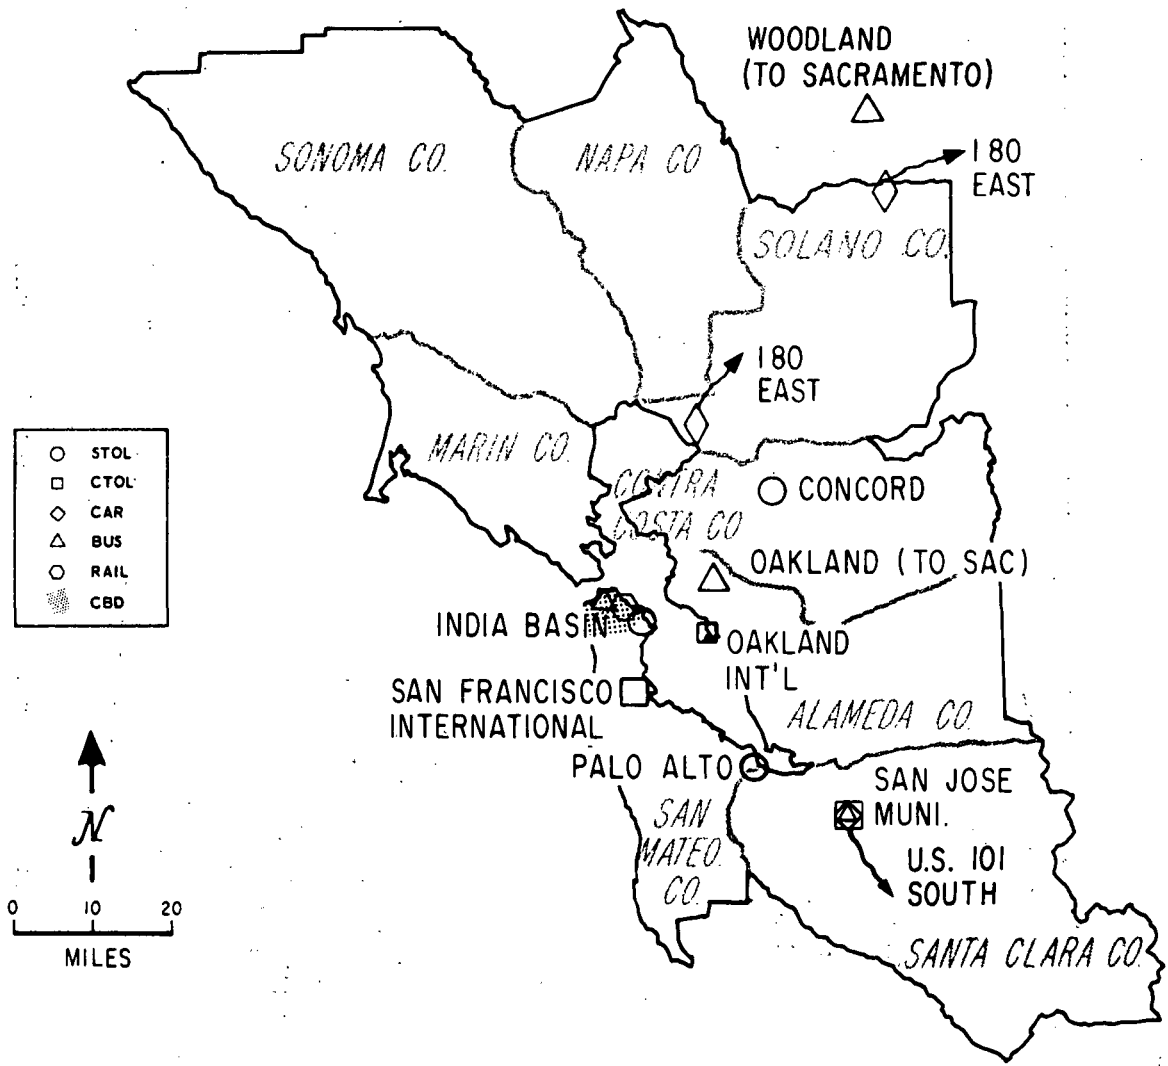 WOODLAND
(TO SACRAMENTO)
SONOMA CO.
NAPA CO
I 80
EAST
SOLANO CO.
I 80
EAST
MARIN CO.
CONTRA
COSTA CO
CONCORD
STOL
CTOL
CAR
BUS
RAIL
CBD
OAKLAND (TO SAC)
INDIA BASIN
OAKLAND
INT'L
SAN FRANCISCO
INTERNATIONAL
ALAMEDA CO.
PALO ALTO
SAN JOSE
MUNI.
SAN
MATEO
CO.
U.S. 101
SOUTH
N
0 10 20
MILES
SANTA CLARA CO.